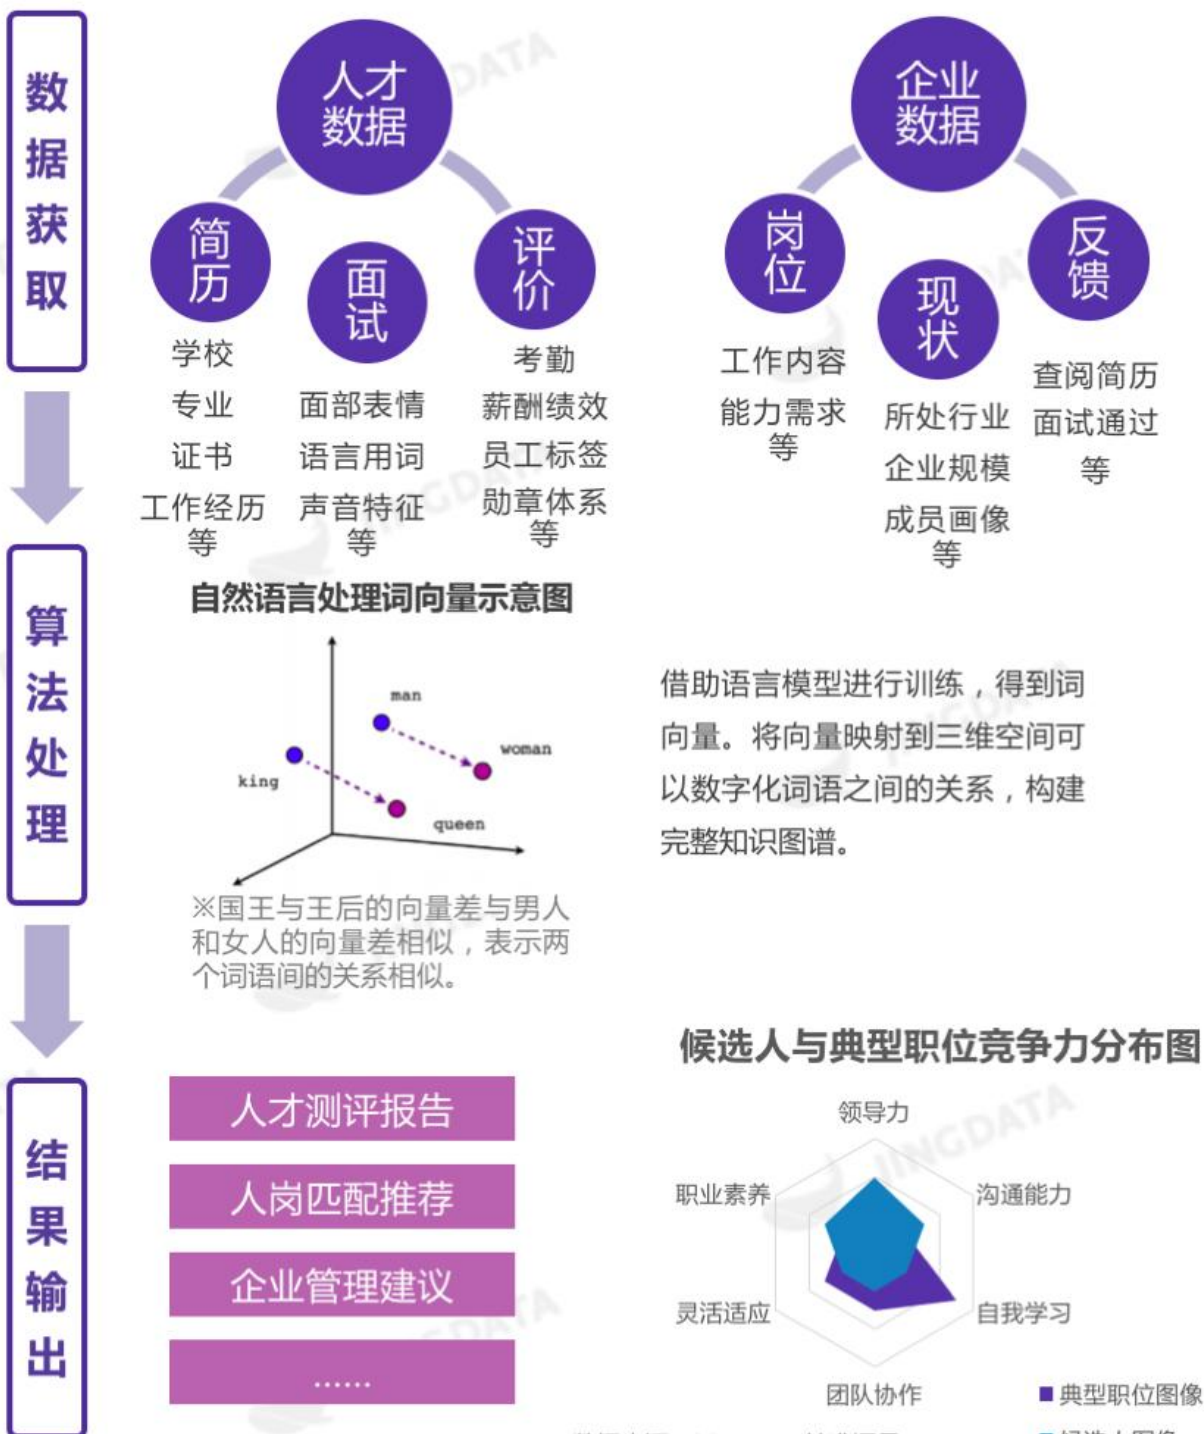 数据获取
人才
数据
简历
学校
专业
证书
工作经历
等
面试
面部表情
语言用词
声音特征
等
评价
考勤
薪酬绩效
员工标签
勋章体系
等
企业
数据
岗位
工作内容
能力需求
等
现状
所处行业
企业规模
成员画像
等
反馈
查阅简历
面试通过
等
算法处理
自然语言处理词向量示意图
man
woman
king
queen
※国王与王后的向量差与男人
和女人的向量差相似，表示两
个词语间的关系相似。
借助语言模型进行训练，得到词
向量。将向量映射到三维空间可
以数字化词语之间的关系，构建
完整知识图谱。
结果输出
人才测评报告
人岗匹配推荐
企业管理建议
......
候选人与典型职位竞争力分布图
领导力
职业素养
沟通能力
灵活适应
自我学习
团队协作
典型职位图像
JINGDATA